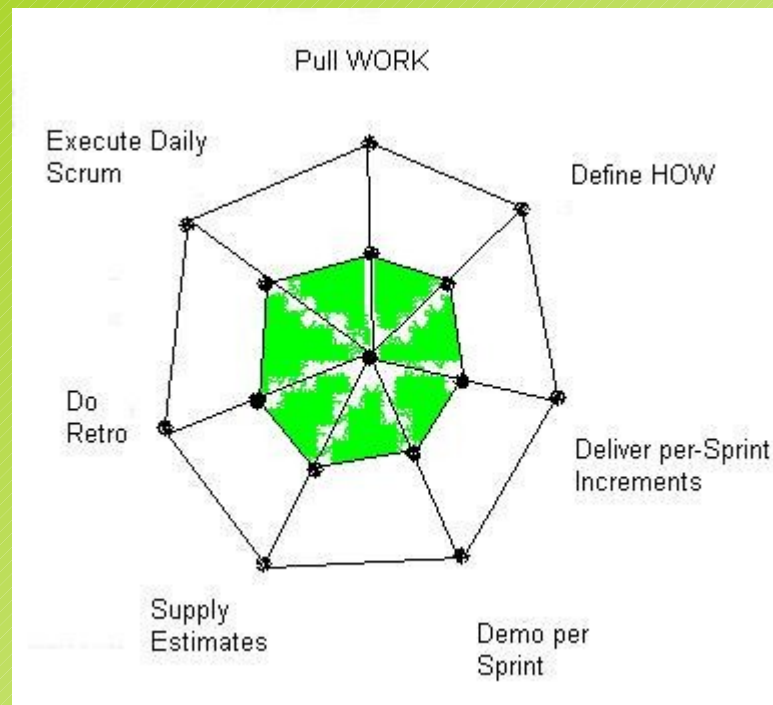 Pull WORK
Execute Daily
Scrum
Define HOW
Do
Retro
Deliver per-Sprint
Increments
Supply
Estimates
Demo per
Sprint